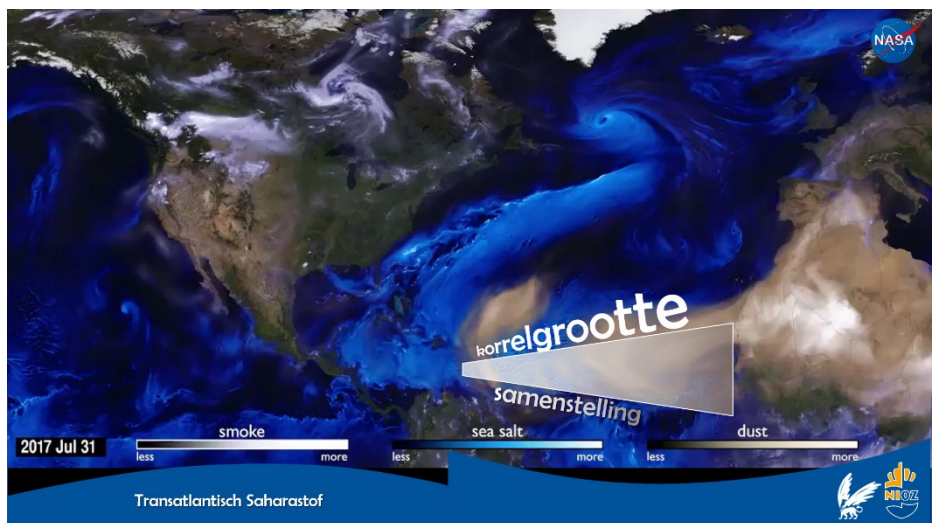 NASA
korrelgrootte
samenstelling
2017 Jul 31
smoke
less more
sea salt
less more
dust
less more
Transatlantisch Saharastof
NIOZ